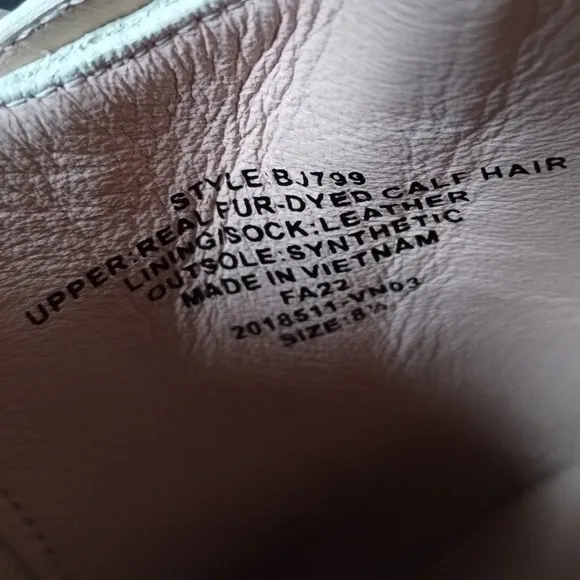 STYLE:BJ799
UPPER:REAL FUR-DYED CALF HAIR
LINING/SOCK:LEATHER
OUTSOLE:SYNTHETIC
MADE IN VIETNAM
FA22
2018511-VN03
SIZE:8½